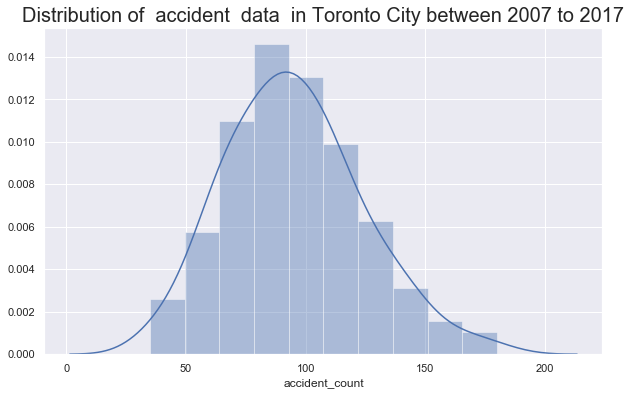 Distribution of  accident  data  in Toronto City between 2007 to 2017
0.014
0.012
0.010
0.008
0.006
0.004
0.002
0.000
0 50 100 150 200
accident_count